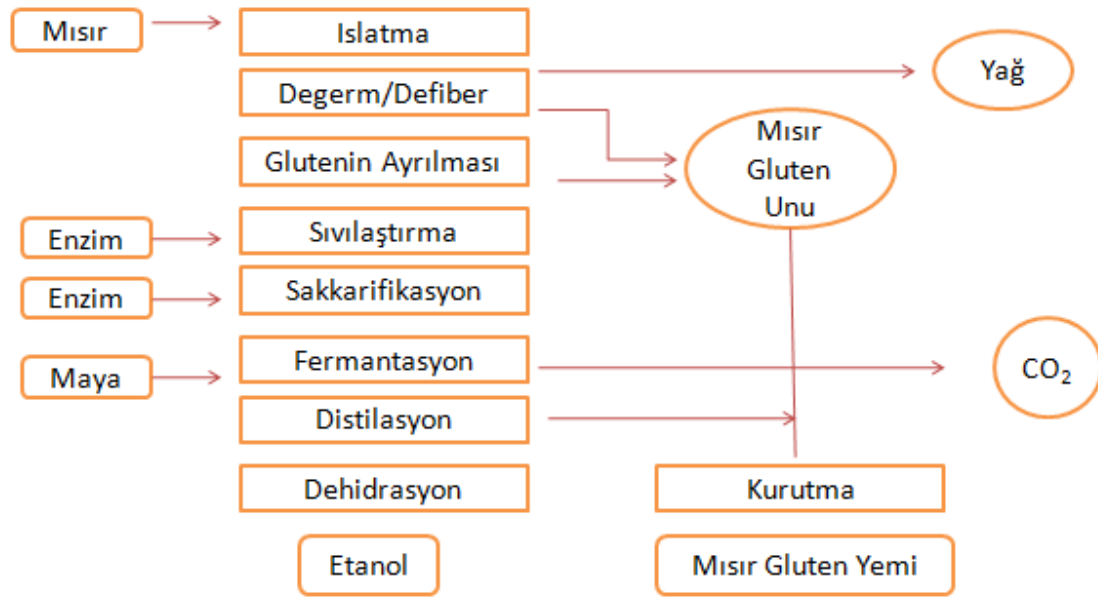 Mısır
Islatma
Yağ
Degerm/Defiber
Mısır
Gluten
Unu
Glutenin Ayrılması
Enzim
Sıvılaştırma
Enzim
Sakkarifikasyon
Maya
Fermantasyon
CO₂
Distilasyon
Dehidrasyon
Kurutma
Etanol
Mısır Gluten Yemi